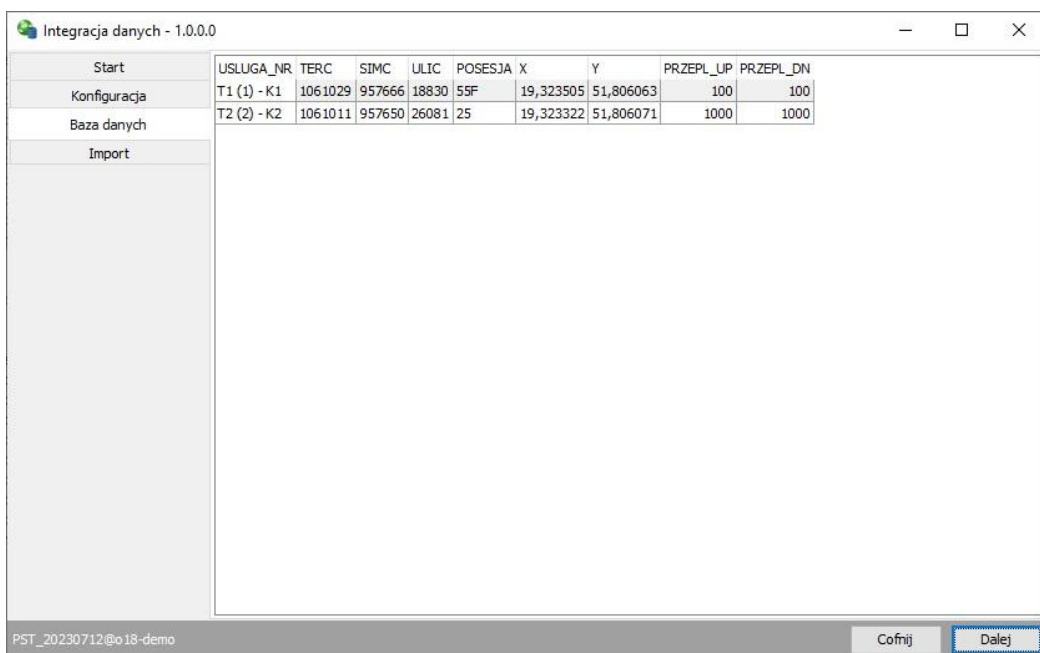 Integracja danych - 1.0.0.0
Start
Konfiguracja
Baza danych
Import
USLUGA_NR TERC SIMC ULIC POSESJA X Y PRZEPL_UP PRZEPL_DN
T1 (1) - K1 1061029 957666 18830 55F 19,323505 51,806063 100 100
T2 (2) - K2 1061011 957650 26081 25 19,323322 51,806071 1000 1000
PST_20230712@o18-demo
Cofnij Dalej